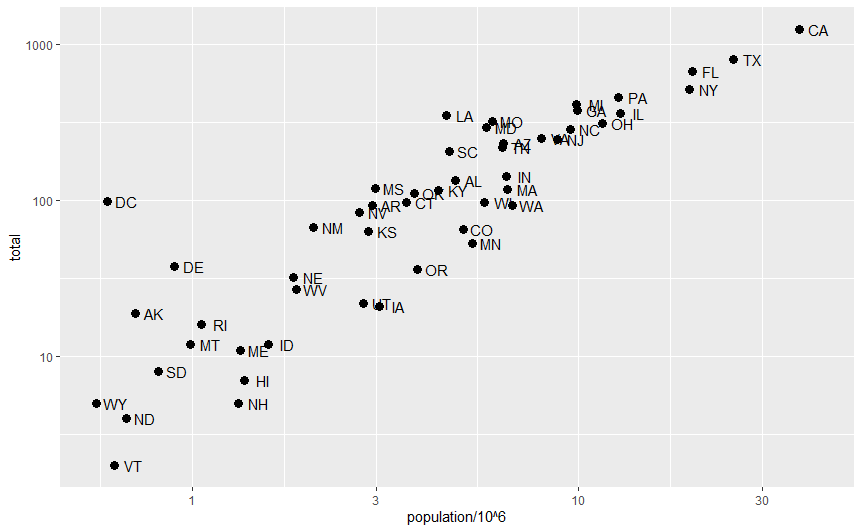 1000
CA
TX
FL
NY
PA
MI
GA
IL
LA
MO
MD
OH
NC
VA
NJ
AZ
TN
SC
IN
AL
MS
KY
MA
OK
DC
100
AR
CT
WI
WA
NV
NM
KS
CO
MN
total
DE
OR
NE
WV
UT
IA
AK
RI
MT
ME
ID
10
SD
HI
WY
NH
ND
VT
1
3
10
30
population/10^6